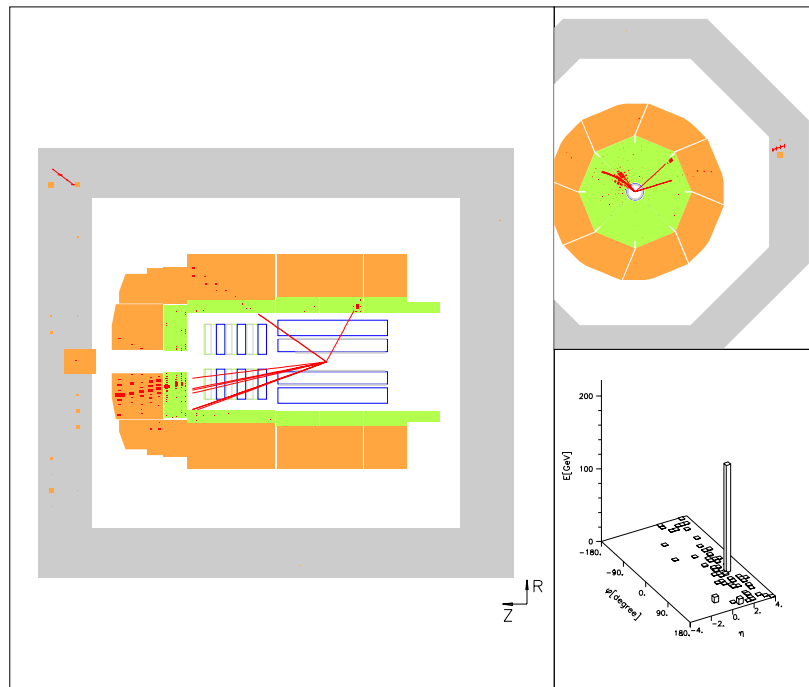 R
Z
E[GeV]
200
100
0
-180.
-90.
0.
90.
180.
φ[degree]
-4.
-2.
0.
2.
4.
η